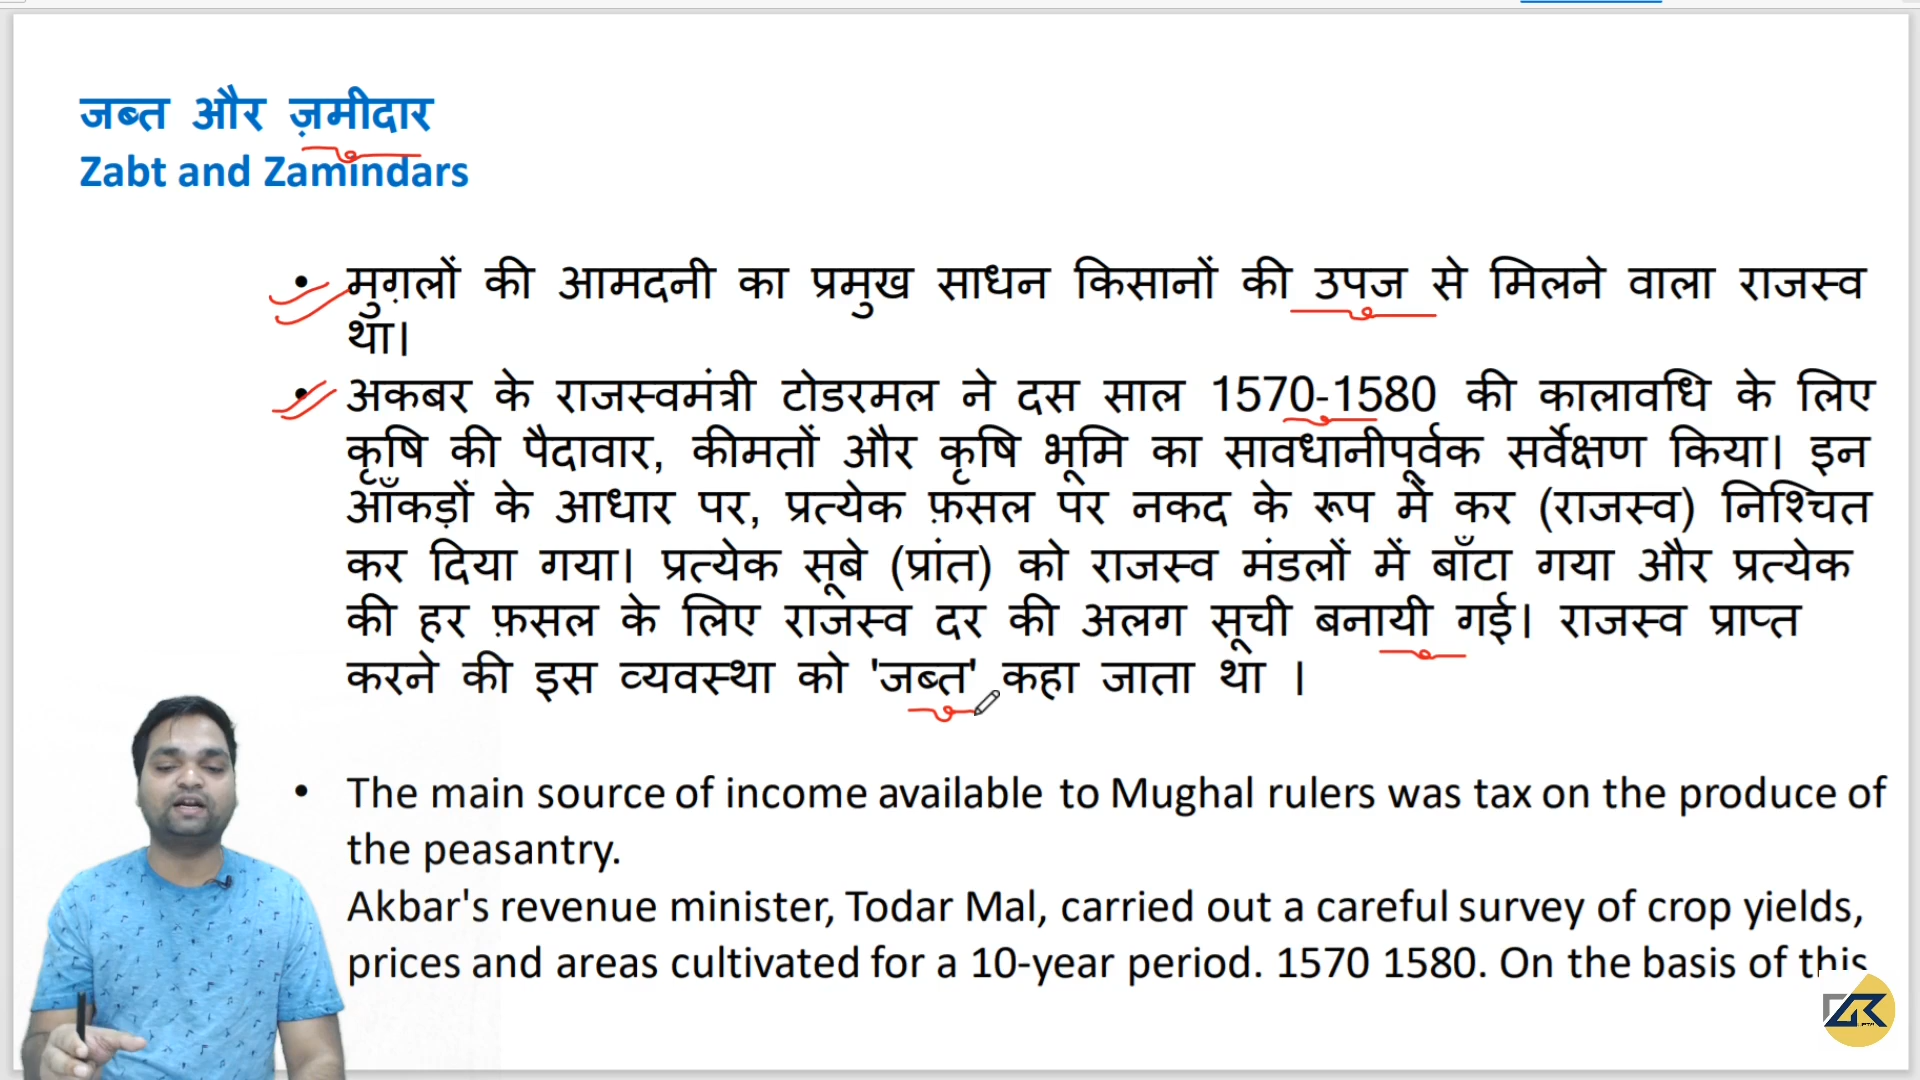 जब्त और ज़मीदार
Zabt and Zamindars
• मुग़लों की आमदनी का प्रमुख साधन किसानों की उपज से मिलने वाला राजस्व
था।
• अकबर के राजस्वमंत्री टोडरमल ने दस साल 1570-1580 की कालावधि के लिए
कृषि की पैदावार, कीमतों और कृषि भूमि का सावधानीपूर्वक सर्वेक्षण किया। इन
आँकड़ों के आधार पर, प्रत्येक फ़सल पर नकद के रूप में कर (राजस्व) निश्चित
कर दिया गया। प्रत्येक सूबे (प्रांत) को राजस्व मंडलों में बाँटा गया और प्रत्येक
की हर फ़सल के लिए राजस्व दर की अलग सूची बनायी गई। राजस्व प्राप्त
करने की इस व्यवस्था को 'जब्त' कहा जाता था ।
• The main source of income available to Mughal rulers was tax on the produce of
the peasantry.
Akbar's revenue minister, Todar Mal, carried out a careful survey of crop yields,
prices and areas cultivated for a 10-year period. 1570 1580. On the basis of this